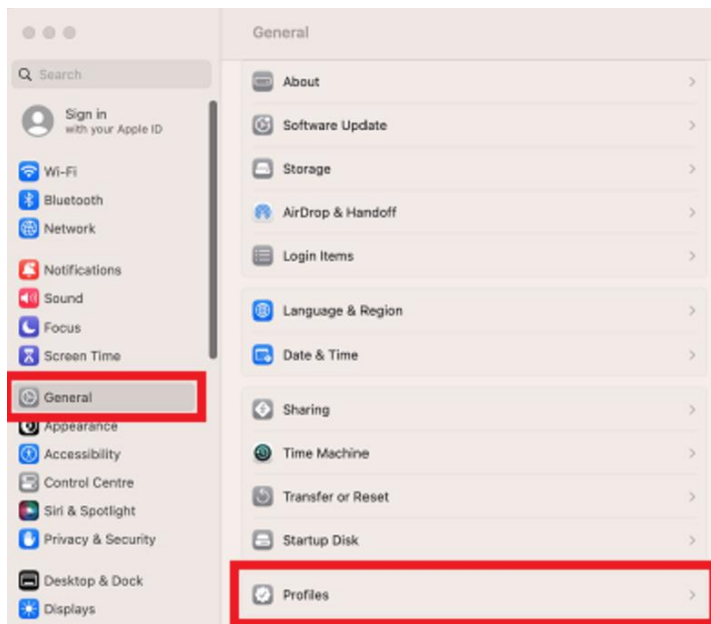 General
Search
Sign in
with your Apple ID
Wi-Fi
Bluetooth
Network
Notifications
Sound
Focus
Screen Time
General
Appearance
Accessibility
Control Centre
Siri & Spotlight
Privacy & Security
Desktop & Dock
Displays
About
Software Update
Storage
AirDrop & Handoff
Login Items
Language & Region
Date & Time
Sharing
Time Machine
Transfer or Reset
Startup Disk
Profiles